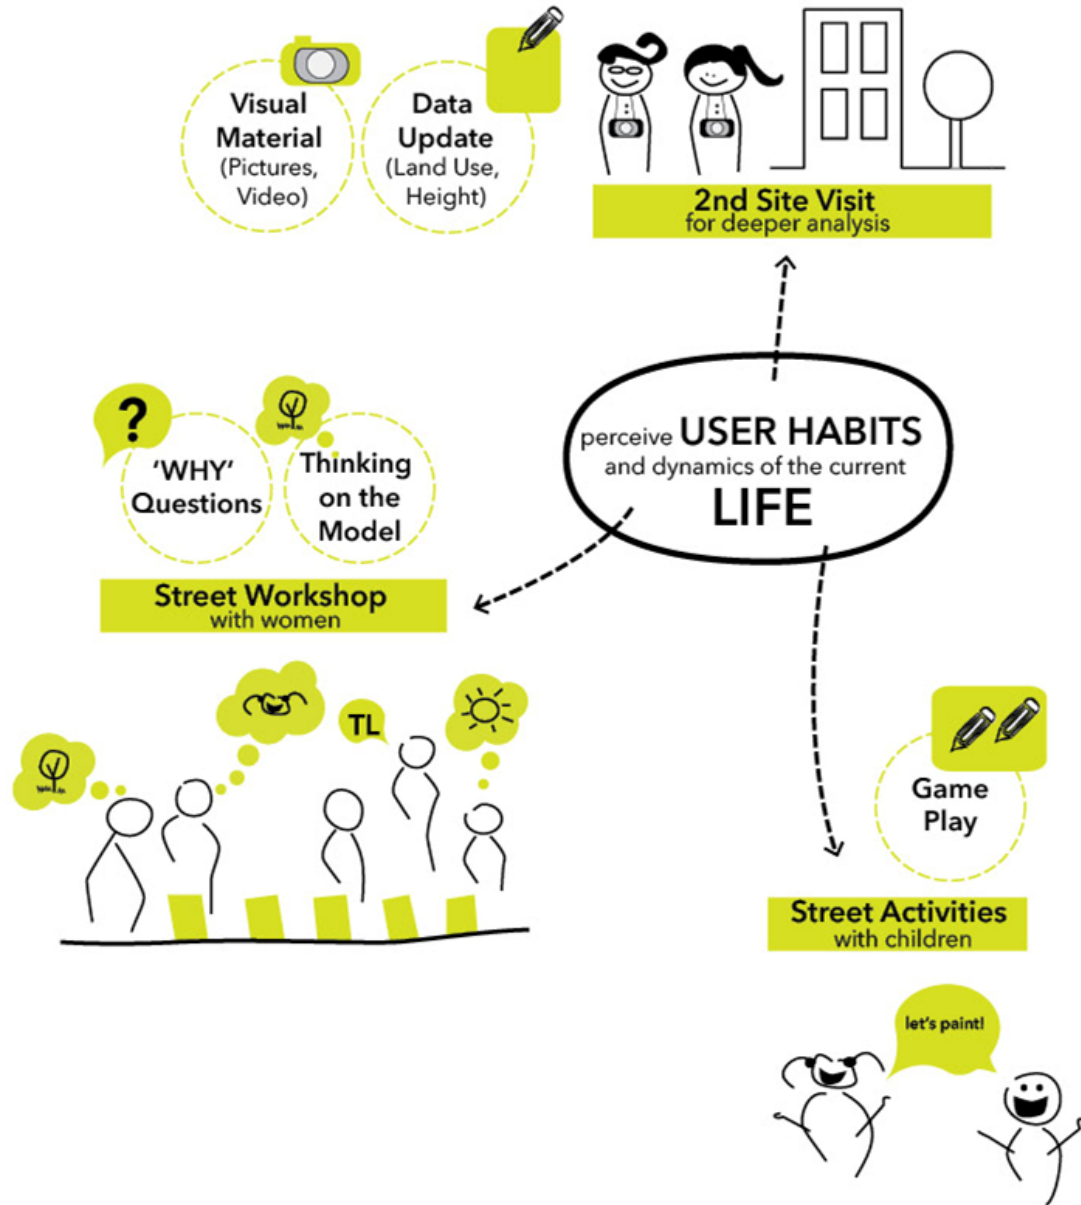 Visual
Material
(Pictures,
Video)
Data
Update
(Land Use,
Height)
2nd Site Visit
for deeper analysis
perceive USER HABITS
and dynamics of the current
LIFE
?
'WHY'
Questions
Thinking
on the
Model
Street Workshop
with women
TL
Game
Play
Street Activities
with children
let's paint!